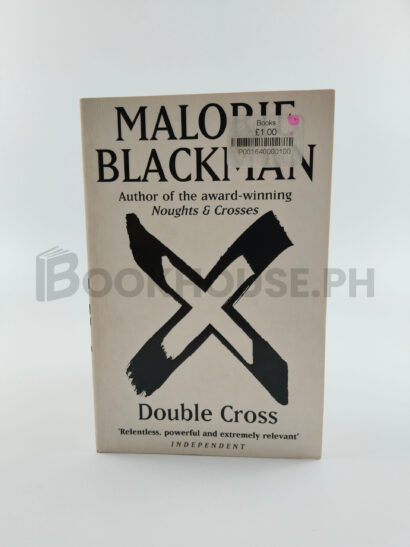 MALORIE
BLACKMAN
Books
£1.00
P001640000100
Author of the award-winning
Noughts & Crosses
BOOKHOUSE.PH
Double Cross
'Relentless, powerful and extremely relevant'
INDEPENDENT